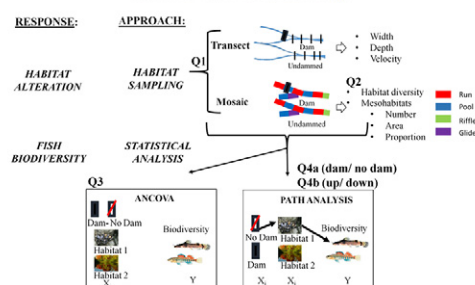 RESPONSE: APPROACH:
Q1
Transect
Dam
Undammed
• Width
• Depth
• Velocity
HABITAT ALTERATION
HABITAT SAMPLING
Mosaic
Dam
Undammed
Q2
• Habitat diversity
• Mesohabitats
• Number
• Area
• Proportion
Run
Pool
Riffle
Glide
FISH BIODIVERSITY
STATISTICAL ANALYSIS
Q4a (dam/ no dam)
Q4b (up/ down)
Q3
ANCOVA
Dam- No Dam
Habitat 1
Habitat 2
X
Biodiversity
Y
PATH ANALYSIS
No Dam
Dam
Habitat 1
Habitat 2
Biodiversity
Y